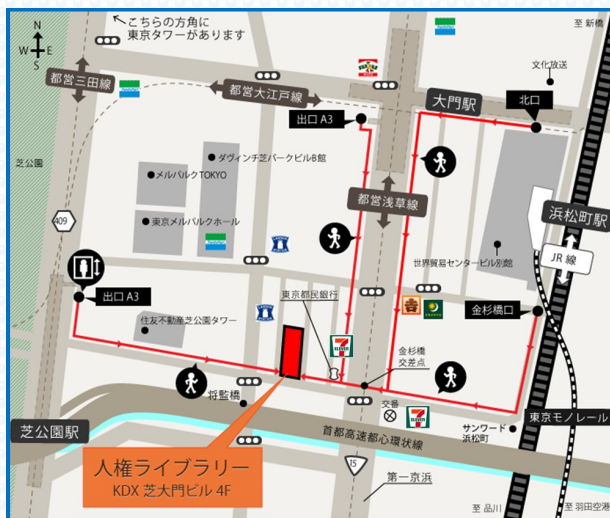 N
W
E
S
こちらの方角に
東京タワーがあります
至 新橋
文化放送
都営三田線
都営大江戸線
大門駅
北口
出口 A3
芝公園
ダヴィンチ芝パークビルB館
メルパルクTOKYO
都営浅草線
浜松町駅
409
東京メルパルクホール
JR 線
世界貿易センタービル別館
出口 A3
東京都民銀行
金杉橋口
住友不動産芝公園タワー
金杉橋
交差点
将監橋
交番
サンワード
浜松町
東京モノレール
芝公園駅
首都高速都心環状線
人権ライブラリー
KDX 芝大門ビル 4F
15
第一京浜
至 品川
至 羽田空港